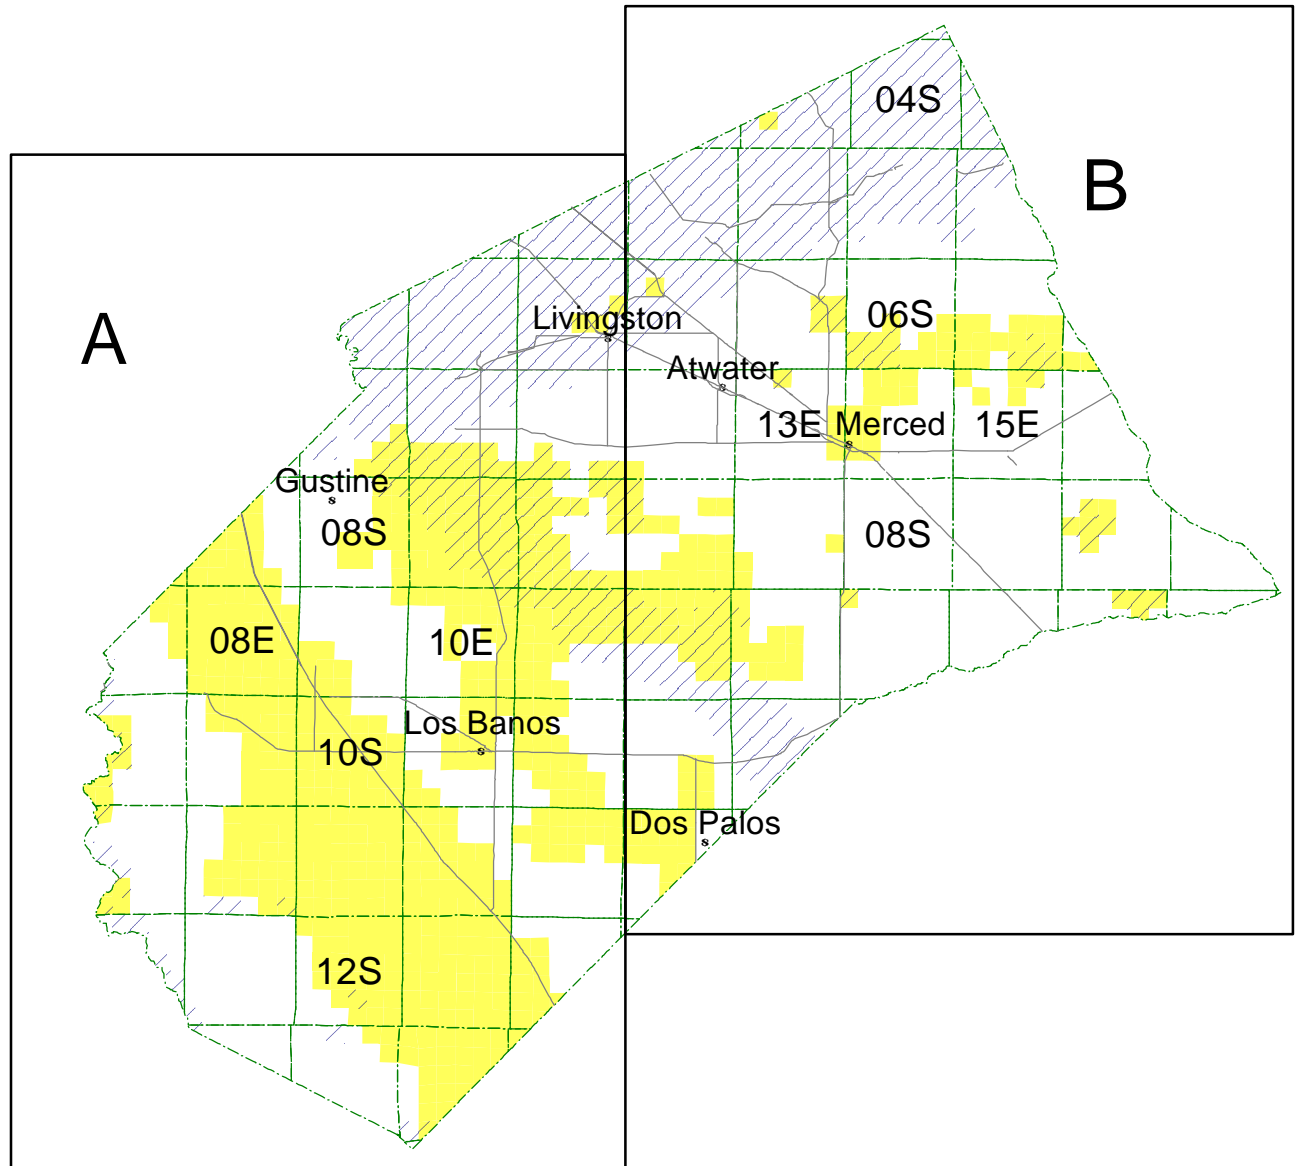 04S
B
A
06S
Livingston
Atwater
13E
Merced
15E
Gustine
08S
08S
08E
10E
Los Banos
10S
Dos Palos
12S